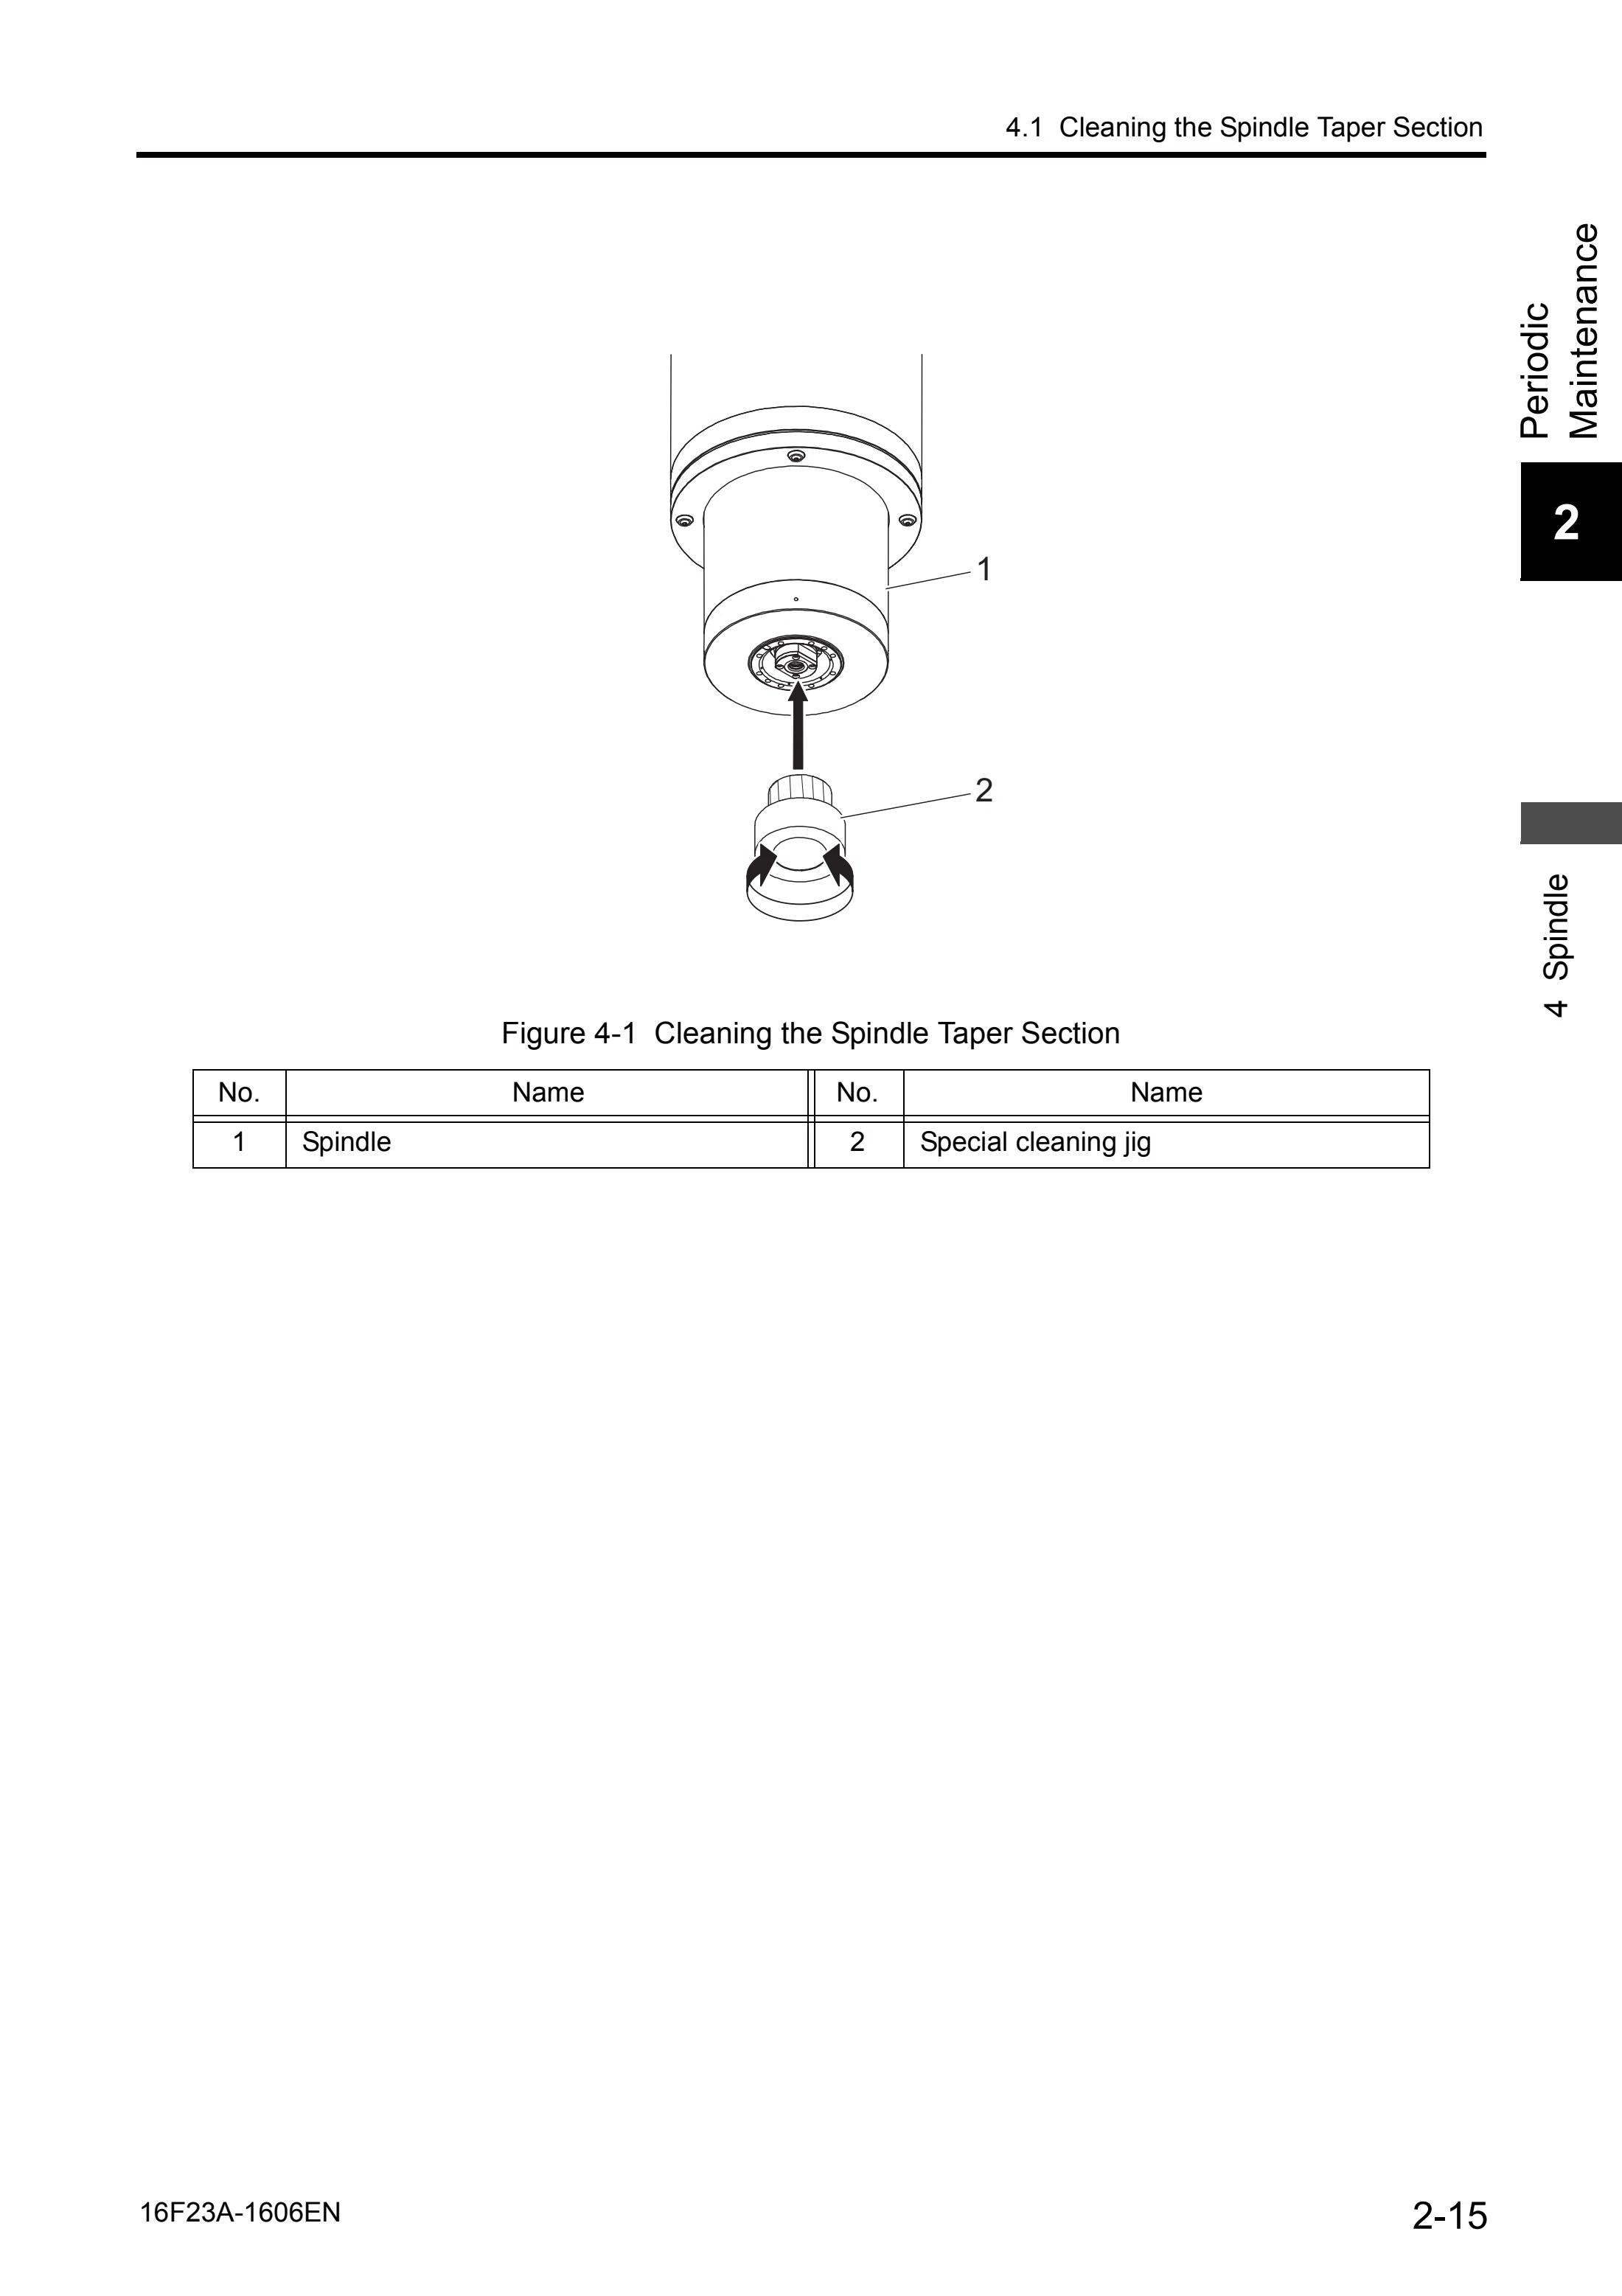 4.1 Cleaning the Spindle Taper Section
Periodic
Maintenance
2
1
2
4 Spindle
Figure 4-1 Cleaning the Spindle Taper Section
No. Name No. Name
1 Spindle 2 Special cleaning jig
16F23A-1606EN
2-15